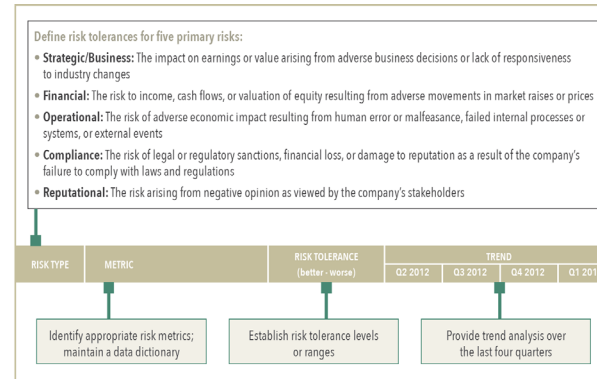 Define risk tolerances for five primary risks:
• Strategic/Business: The impact on earnings or value arising from adverse business decisions or lack of responsiveness
to industry changes
• Financial: The risk to income, cash flows, or valuation of equity resulting from adverse movements in market raises or prices
• Operational: The risk of adverse economic impact resulting from human error or malfeasance, failed internal processes or
systems, or external events
• Compliance: The risk of legal or regulatory sanctions, financial loss, or damage to reputation as a result of the company's
failure to comply with laws and regulations
• Reputational: The risk arising from negative opinion as viewed by the company's stakeholders
RISK TYPE
METRIC
RISK TOLERANCE
(better - worse)
TREND
Q2 2012 Q3 2012 Q4 2012 Q1 201
Identify appropriate risk metrics;
maintain a data dictionary
Establish risk tolerance levels
or ranges
Provide trend analysis over
the last four quarters